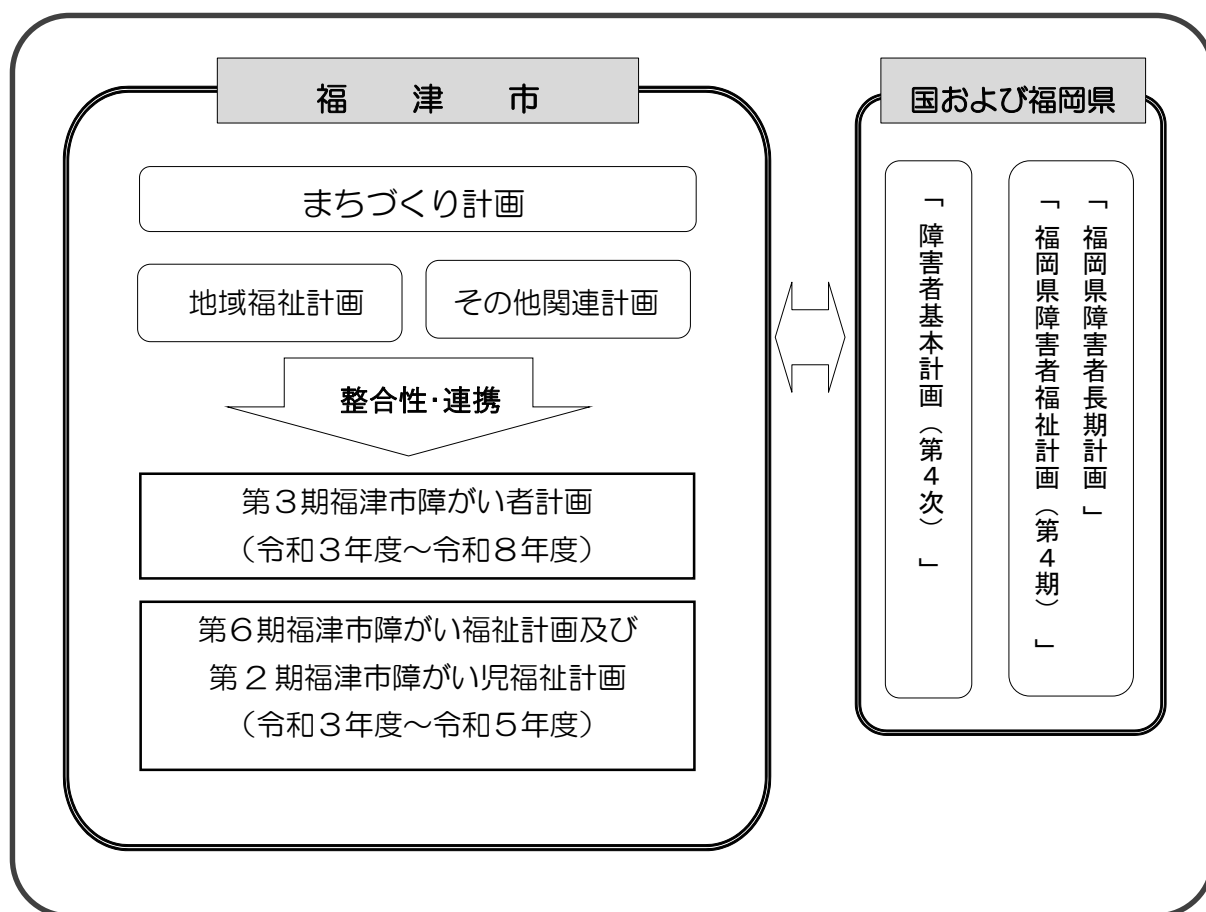 福　津　市
まちづくり計画
地域福祉計画
その他関連計画
整合性・連携
第３期福津市障がい者計画
（令和３年度～令和８年度）
第６期福津市障がい福祉計画及び
第２期福津市障がい児福祉計画
（令和３年度～令和５年度）
国および福岡県
「福岡県障害者長期計画」
「福岡県障害者福祉計画（第４期）」
「障害者基本計画（第４次）」